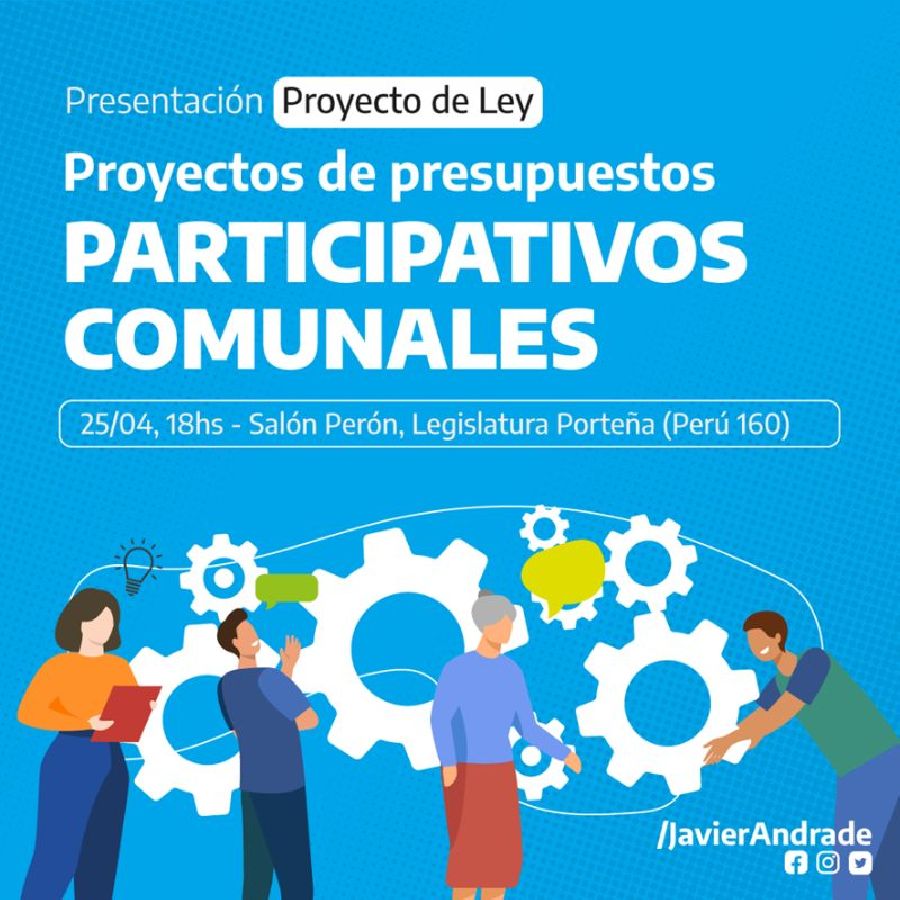 Presentación Proyecto de Ley
Proyectos de presupuestos
PARTICIPATIVOS
COMUNALES
25/04, 18hs - Salón Perón, Legislatura Porteña (Perú 160)
/JavierAndrade